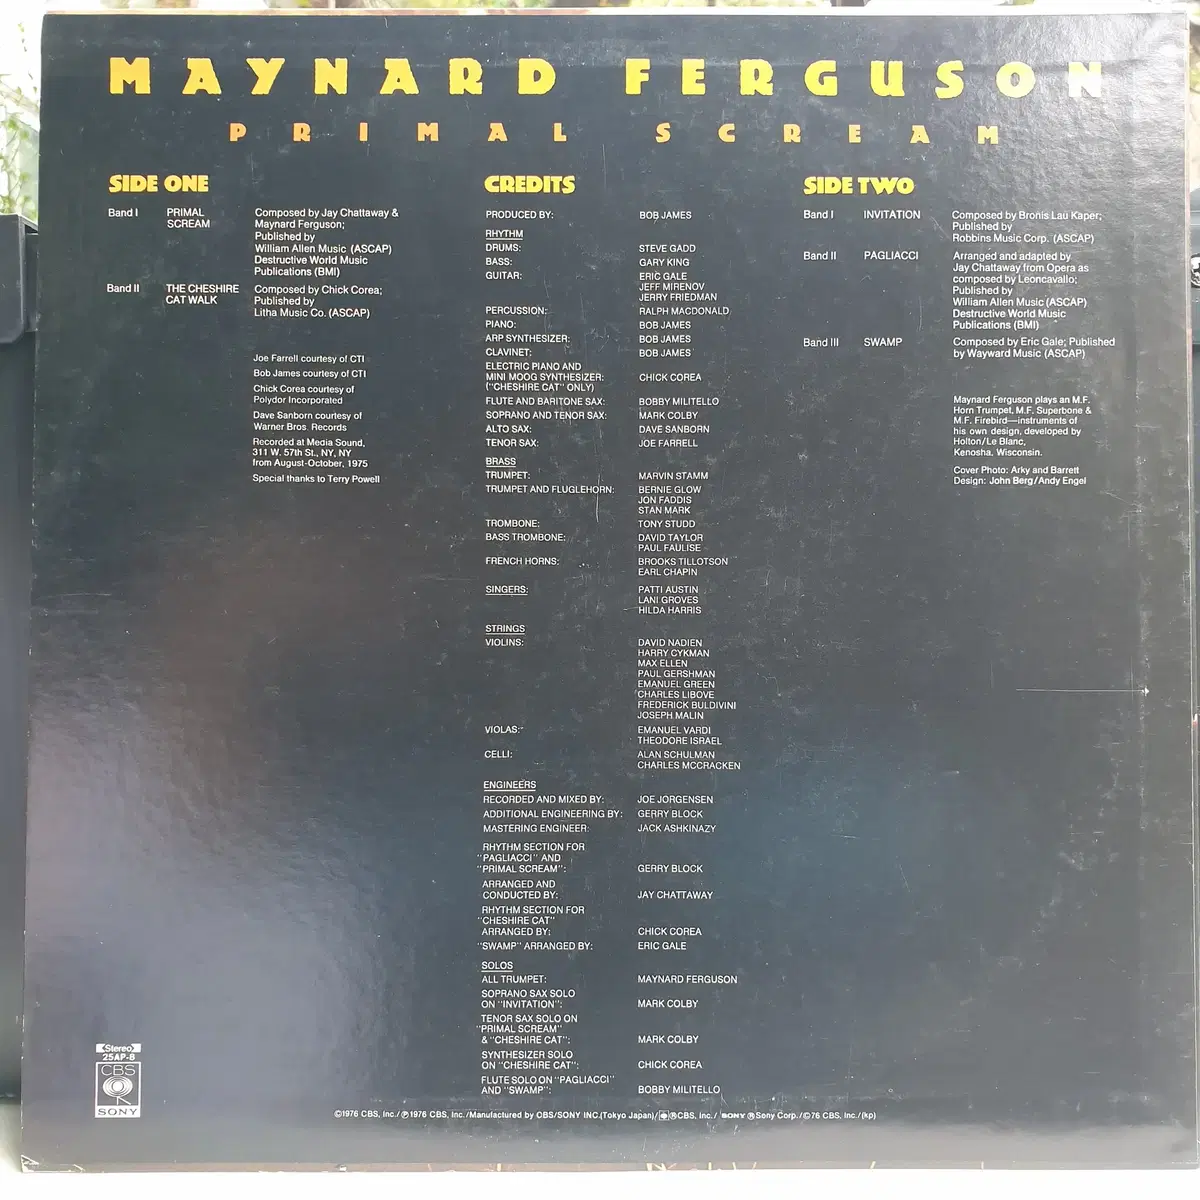 MAYNARD FERGUSON
PRIMAL SCREAM
SIDE ONE
Band I PRIMAL SCREAM
Composed by Jay Chattaway &
Maynard Ferguson;
Published by
William Allen Music (ASCAP)
Destructive World Music
Publications (BMI)
Band II THE CHESHIRE CAT WALK
Composed by Chick Corea;
Published by
Litha Music Co. (ASCAP)
Joe Farrell courtesy of CTI
Bob James courtesy of CTI
Chick Corea courtesy of
Polydor Incorporated
Dave Sanborn courtesy of
Warner Bros. Records
Recorded at Media Sound,
311 W. 57th St., NY, NY
from August-October, 1975
Special thanks to Terry Powell
CREDITS
PRODUCED BY: BOB JAMES
RHYTHM
DRUMS: STEVE GADD
BASS: GARY KING
GUITAR: ERIC GALE
JEFF MIRENOV
JERRY FRIEDMAN
PERCUSSION: RALPH MACDONALD
PIANO: BOB JAMES
ARP SYNTHESIZER: BOB JAMES
CLAVINET: BOB JAMES
ELECTRIC PIANO AND
MINI MOOG SYNTHESIZER: CHICK COREA
("CHESHIRE CAT" ONLY)
FLUTE AND BARITONE SAX: BOBBY MILITELLO
SOPRANO AND TENOR SAX: MARK COLBY
ALTO SAX: DAVE SANBORN
TENOR SAX: JOE FARRELL
BRASS
TRUMPET: MARVIN STAMM
TRUMPET AND FLUGLEHORN: BERNIE GLOW
JON FADDIS
STAN MARK
TROMBONE: TONY STUDD
BASS TROMBONE: DAVID TAYLOR
PAUL FAULISE
FRENCH HORNS: BROOKS TILLOTSON
EARL CHAPIN
SINGERS: PATTI AUSTIN
LANI GROVES
HILDA HARRIS
STRINGS
VIOLINS: DAVID NADIEN
HARRY CYKMAN
MAX ELLEN
PAUL GERSHMAN
EMANUEL GREEN
CHARLES LIBOVE
FREDERICK BULDIVINI
JOSEPH MALIN
VIOLAS: EMANUEL VARDI
THEODORE ISRAEL
CELLI: ALAN SCHULMAN
CHARLES MCCRACKEN
ENGINEERS
RECORDED AND MIXED BY: JOE JORGENSEN
ADDITIONAL ENGINEERING BY: GERRY BLOCK
MASTERING ENGINEER: JACK ASHKINAZY
RHYTHM SECTION FOR
"PAGLIACCI" AND
"PRIMAL SCREAM": GERRY BLOCK
ARRANGED AND
CONDUCTED BY: JAY CHATTAWAY
RHYTHM SECTION FOR
"CHESHIRE CAT"
ARRANGED BY: CHICK COREA
"SWAMP" ARRANGED BY: ERIC GALE
SOLOS
ALL TRUMPET: MAYNARD FERGUSON
SOPRANO SAX SOLO
ON "INVITATION": MARK COLBY
TENOR SAX SOLO ON
"PRIMAL SCREAM"
& "CHESHIRE CAT": MARK COLBY
SYNTHESIZER SOLO
ON "CHESHIRE CAT": CHICK COREA
FLUTE SOLO ON "PAGLIACCI"
AND "SWAMP": BOBBY MILITELLO
SIDE TWO
Band I INVITATION
Composed by Bronis Lau Kaper;
Published by
Robbins Music Corp. (ASCAP)
Band II PAGLIACCI
Arranged and adapted by
Jay Chattaway from Opera as
composed by Leoncavallo;
Published by
William Allen Music (ASCAP)
Destructive World Music
Publications (BMI)
Band III SWAMP
Composed by Eric Gale; Published
by Wayward Music (ASCAP)
Maynard Ferguson plays an M.F.
Horn Trumpet, M.F. Superbone &
M.F. Firebird—instruments of
his own design, developed by
Holton/Le Blanc,
Kenosha, Wisconsin.
Cover Photo: Arky and Barrett
Design: John Berg/Andy Engel
Stereo
25AP-8
CBS
SONY
©1976 CBS, Inc./ ℗1976 CBS, Inc./Manufactured by CBS/SONY INC.(Tokyo Japan)/ ®CBS, Inc./ SONY ®Sony Corp./©76 CBS, Inc./(kp)